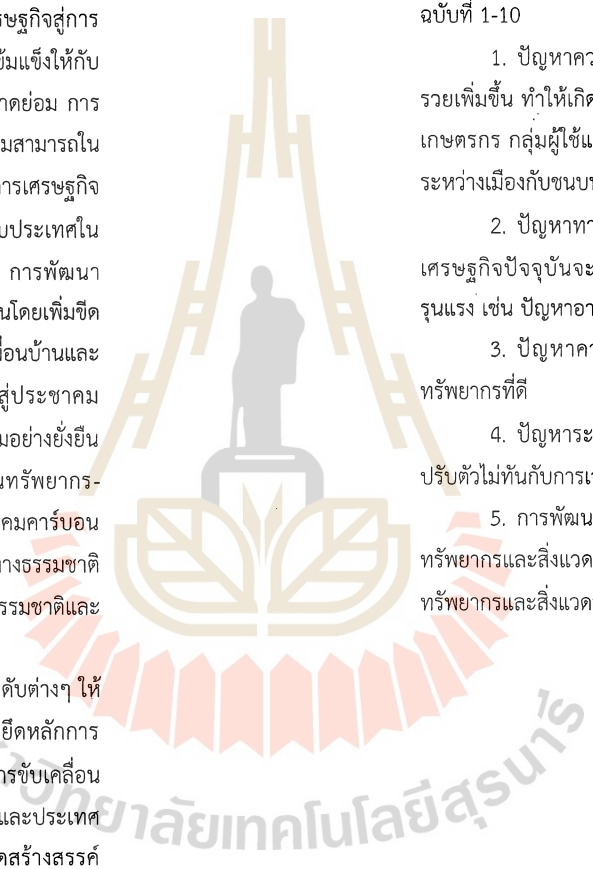 รษฐกิจสู่การ
ข้มแข็งให้กับ
าดย่อม การ
มสามารถใน
การเศรษฐกิจ
บประเทศใน
การพัฒนา
นโดยเพิ่มขีด
พื่อนบ้านและ
สู่ประชาคม
มอย่างยั่งยืน
นทรัพยากร-
คมคาร์บอน
ทางธรรมชาติ
รรมชาติและ
ดับต่างๆ ให้
ยึดหลักการ
ารขับเคลื่อน
และประเทศ
ดสร้างสรรค์
ฉบับที่ 1-10
1. ปัญหาคว
รวยเพิ่มขึ้น ทำให้เกิด
เกษตรกร กลุ่มผู้ใช้แ
ระหว่างเมืองกับชนบท
2. ปัญหาทา
เศรษฐกิจปัจจุบันจะ
รุนแรง เช่น ปัญหาอา
3. ปัญหาคว
ทรัพยากรที่ดี
4. ปัญหาระ
ปรับตัวไม่ทันกับการเ
5. การพัฒน
ทรัพยากรและสิ่งแวด
ทรัพยากรและสิ่งแวด
าวิทยาลัยเทคโนโลยีสุรนาร